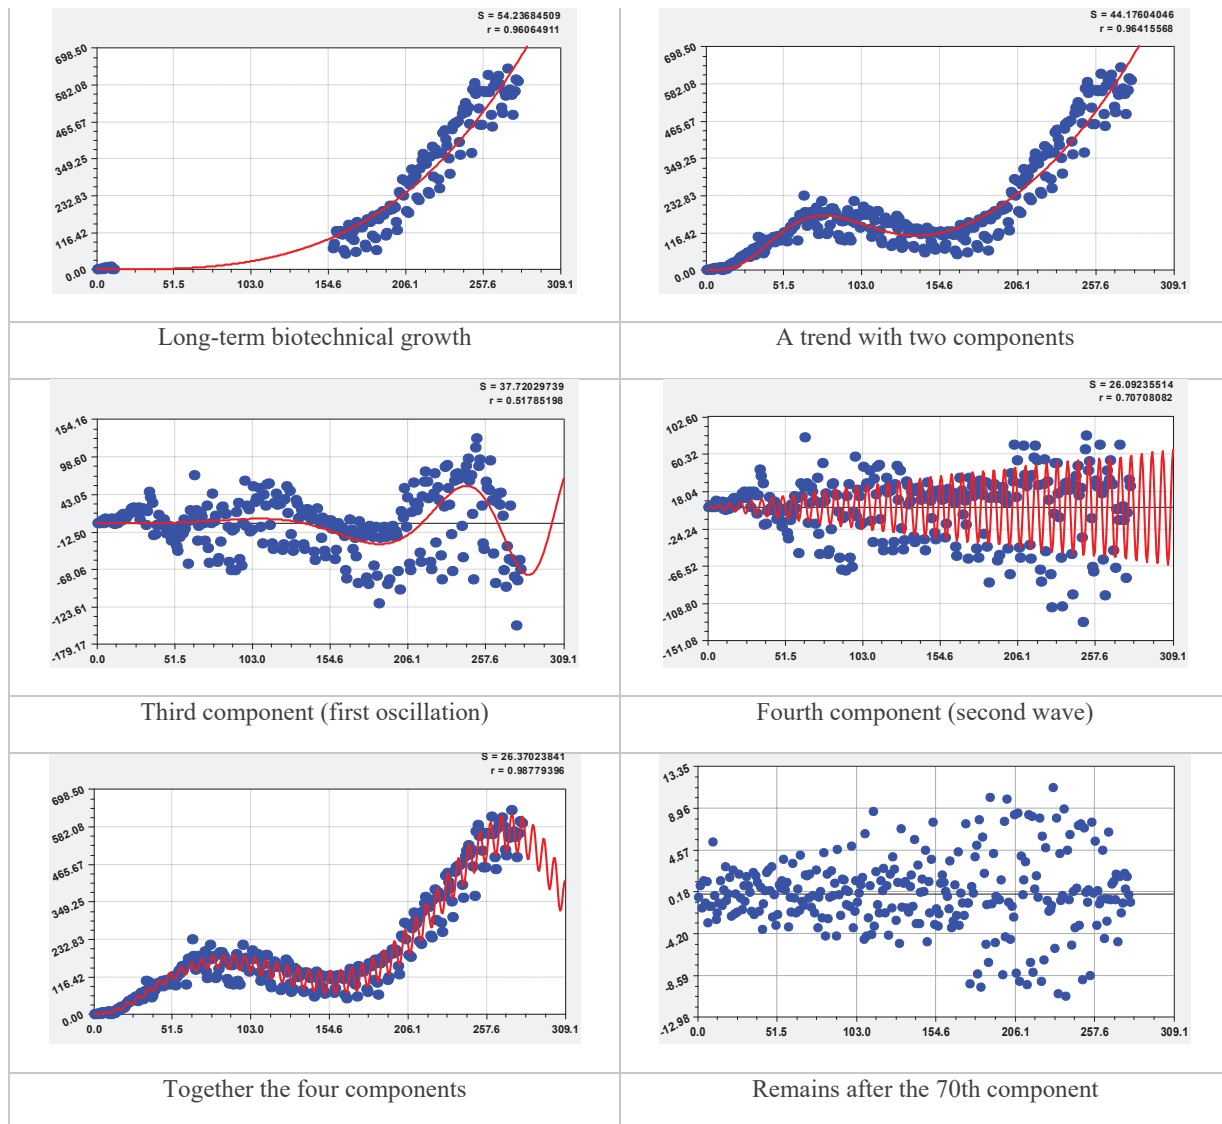 S = 54.23684509
r = 0.96064911
698.50
582.08
465.67
349.25
232.83
116.42
0.00
0.0 51.5 103.0 154.6 206.1 257.6 309.1
S = 44.17604046
r = 0.96415568
698.50
582.08
465.67
349.25
232.83
116.42
0.00
0.0 51.5 103.0 154.6 206.1 257.6 309.1
Long-term biotechnical growth
A trend with two components
S = 37.72029739
r = 0.51785198
154.16
98.60
43.05
-12.50
-68.06
-123.61
-179.17
0.0 51.5 103.0 154.6 206.1 257.6 309.1
S = 26.09235514
r = 0.70708082
102.60
60.32
18.04
-24.24
-66.52
-108.80
-151.08
0.0 51.5 103.0 154.6 206.1 257.6 309.1
Third component (first oscillation)
Fourth component (second wave)
S = 26.37023841
r = 0.98779396
698.50
582.08
465.67
349.25
232.83
116.42
0.00
0.0 51.5 103.0 154.6 206.1 257.6 309.1
13.35
8.96
4.57
0.18
-4.20
-8.59
-12.98
0.0 51.5 103.0 154.6 206.1 257.6 309.1
Together the four components
Remains after the 70th component